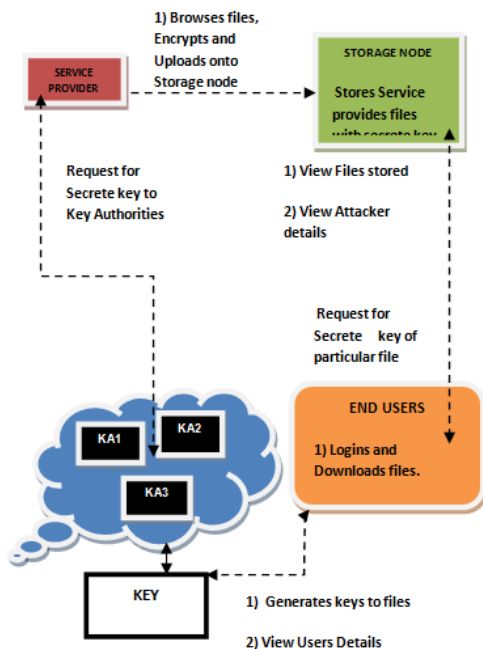 1) Browses files,
Encrypts and
Uploads onto
Storage node
SERVICE
PROVIDER
STORAGE NODE
Stores Service
provides files
with secrete key
Request for
Secrete key to
Key Authorities
1) View Files stored
2) View Attacker
details
Request for
Secrete key of
particular file
KA1
KA2
KA3
END USERS
1) Logins and
Downloads files.
KEY
1) Generates keys to files
2) View Users Details